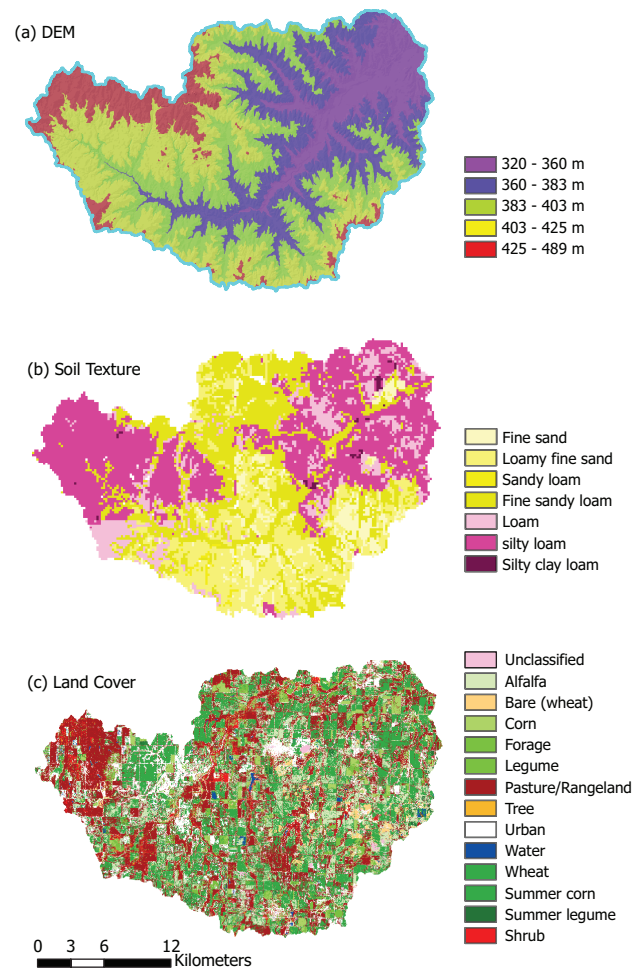 (a) DEM
320 - 360 m
360 - 383 m
383 - 403 m
403 - 425 m
425 - 489 m
(b) Soil Texture
Fine sand
Loamy fine sand
Sandy loam
Fine sandy loam
Loam
silty loam
Silty clay loam
(c) Land Cover
Unclassified
Alfalfa
Bare (wheat)
Corn
Forage
Legume
Pasture/Rangeland
Tree
Urban
Water
Wheat
Summer corn
Summer legume
Shrub
0 3 6 12
Kilometers